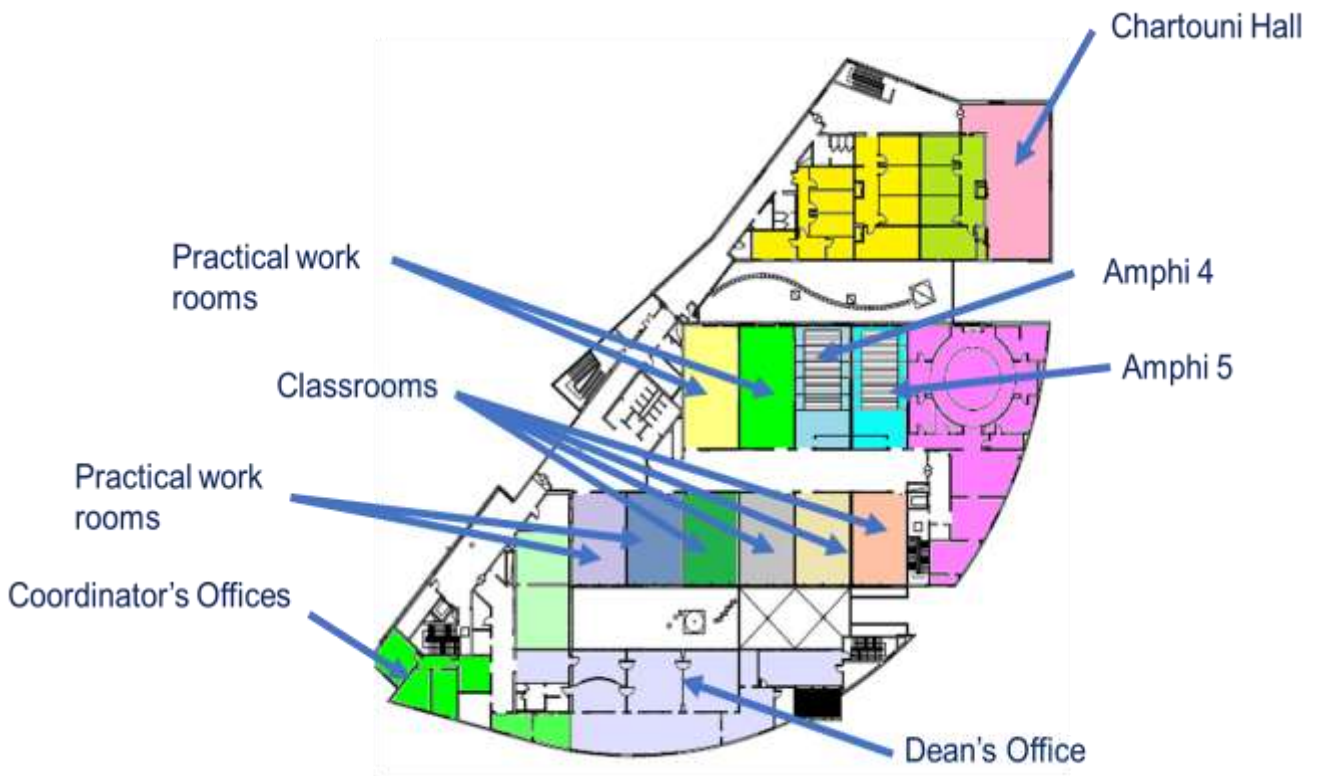 Chartouni Hall
Practical work
rooms
Amphi 4
Amphi 5
Classrooms
Practical work
rooms
Coordinator's Offices
Dean's Office